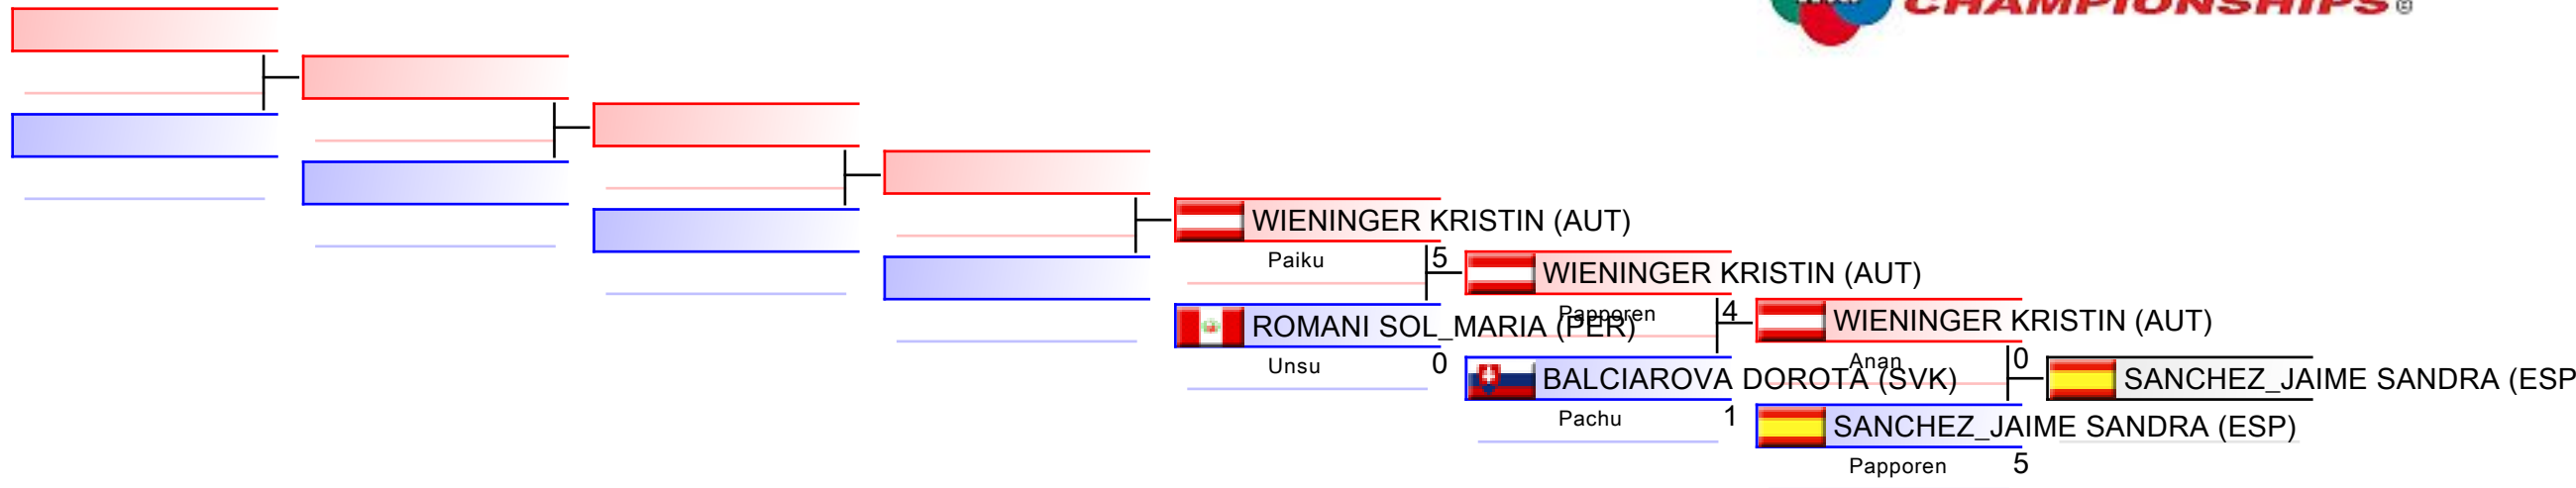 CHAMPIONSHIPS®
WIENINGER KRISTIN (AUT)
Paiku
5
WIENINGER KRISTIN (AUT)
ROMANI SOL_MARIA (PER)
Papporen
4
WIENINGER KRISTIN (AUT)
Unsu
0
BALCIAROVA DOROTA (SVK)
Anan
0
SANCHEZ_JAIME SANDRA (ESP
Pachu
1
SANCHEZ_JAIME SANDRA (ESP)
Papporen
5